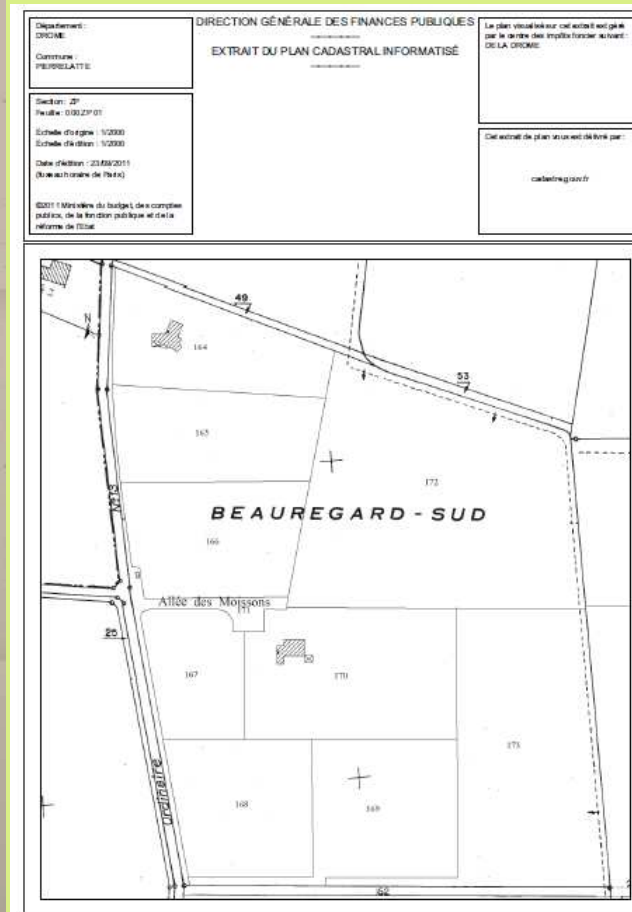 Département :
DROME
Commune :
PIERRELATTE
Section : ZP
Feuille : 000 ZP 01
Échelle d'origine : 1/2000
Échelle d'édition : 1/2000
Date d'édition : 23/09/2011
(fuseau horaire de Paris)
©2011 Ministère du budget, des comptes
publics, de la fonction publique et de la
réforme de l'État
DIRECTION GÉNÉRALE DES FINANCES PUBLIQUES
EXTRAIT DU PLAN CADASTRAL INFORMATISÉ
Le plan visualisé sur cet extrait est géré
par le centre des impôts foncier suivant :
DE LA DROME
Cet extrait de plan vous est délivré par :
cadastre.gouv.fr
49
N
164
53
165
172
N°13
BEAUREGARD - SUD
166
Allée des Moissons
171
25
167
170
173
Ordinaire
168
169
62